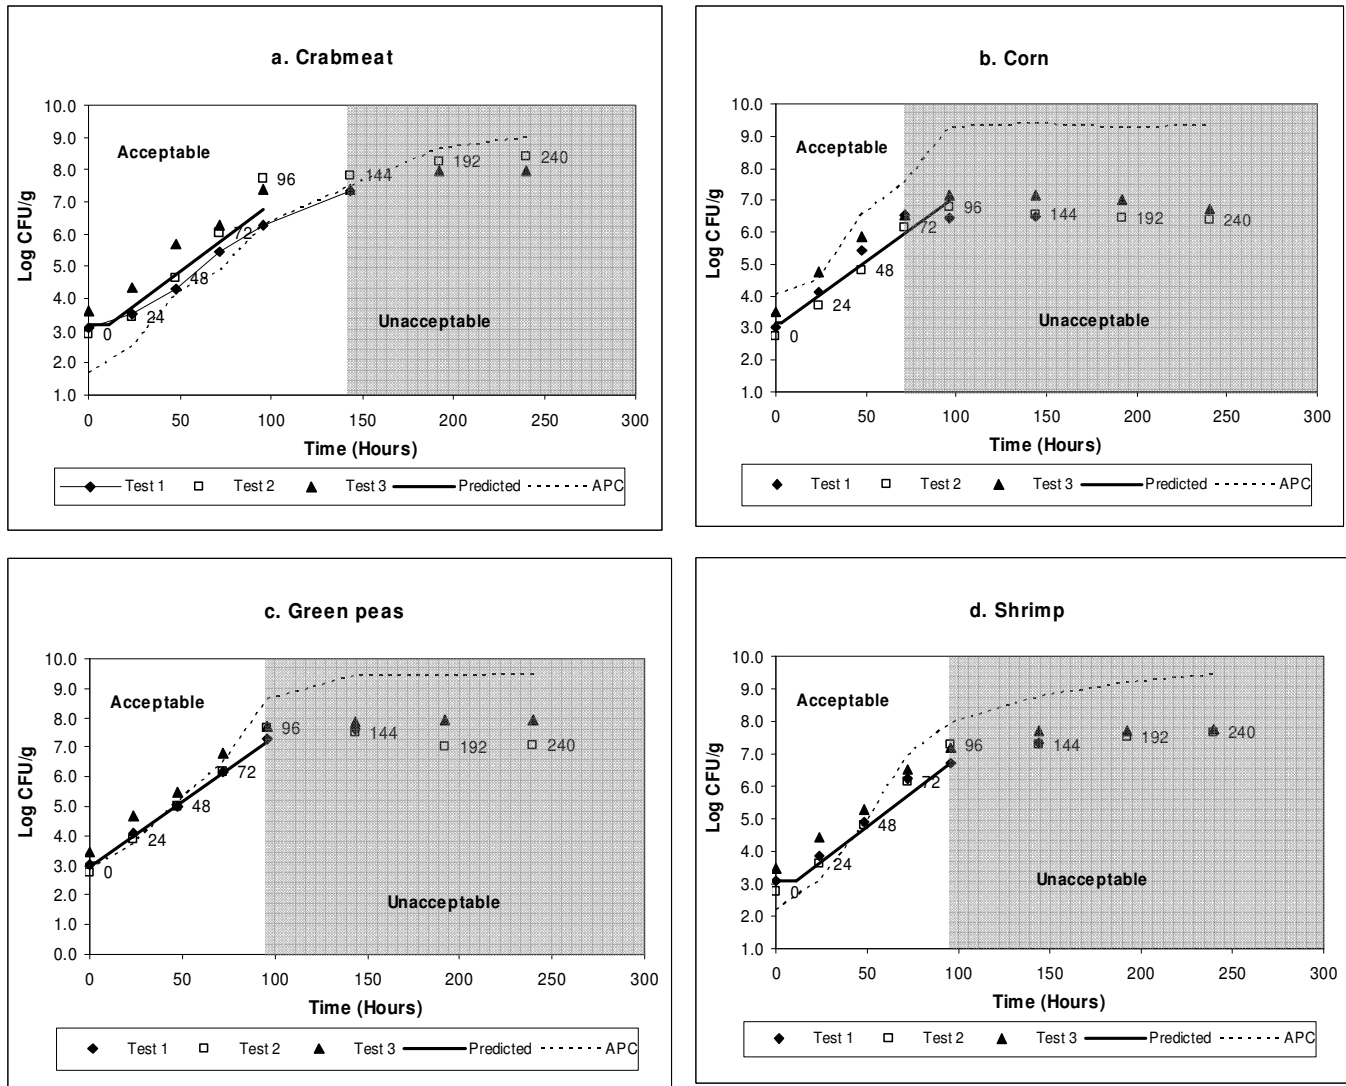 a. Crabmeat
10.0
9.0
8.0
7.0
6.0
5.0
4.0
3.0
2.0
1.0
Log CFU/g
Acceptable
Unacceptable
0
24
48
72
96
144
192
240
0 50 100 150 200 250 300
Time (Hours)
Test 1 Test 2 Test 3 Predicted APC
b. Corn
10.0
9.0
8.0
7.0
6.0
5.0
4.0
3.0
2.0
1.0
Log CFU/g
Acceptable
Unacceptable
0
24
48
72
96
144
192
240
0 50 100 150 200 250 300
Time (Hours)
Test 1 Test 2 Test 3 Predicted APC
c. Green peas
10.0
9.0
8.0
7.0
6.0
5.0
4.0
3.0
2.0
1.0
0.0
Log CFU/g
Acceptable
Unacceptable
0
24
48
72
96
144
192
240
0 50 100 150 200 250 300
Time (Hours)
Test 1 Test 2 Test 3 Predicted APC
d. Shrimp
10.0
9.0
8.0
7.0
6.0
5.0
4.0
3.0
2.0
1.0
Log CFU/g
Acceptable
Unacceptable
0
24
48
72
96
144
192
240
0 50 100 150 200 250 300
Time (Hours)
Test 1 Test 2 Test 3 Predicted APC